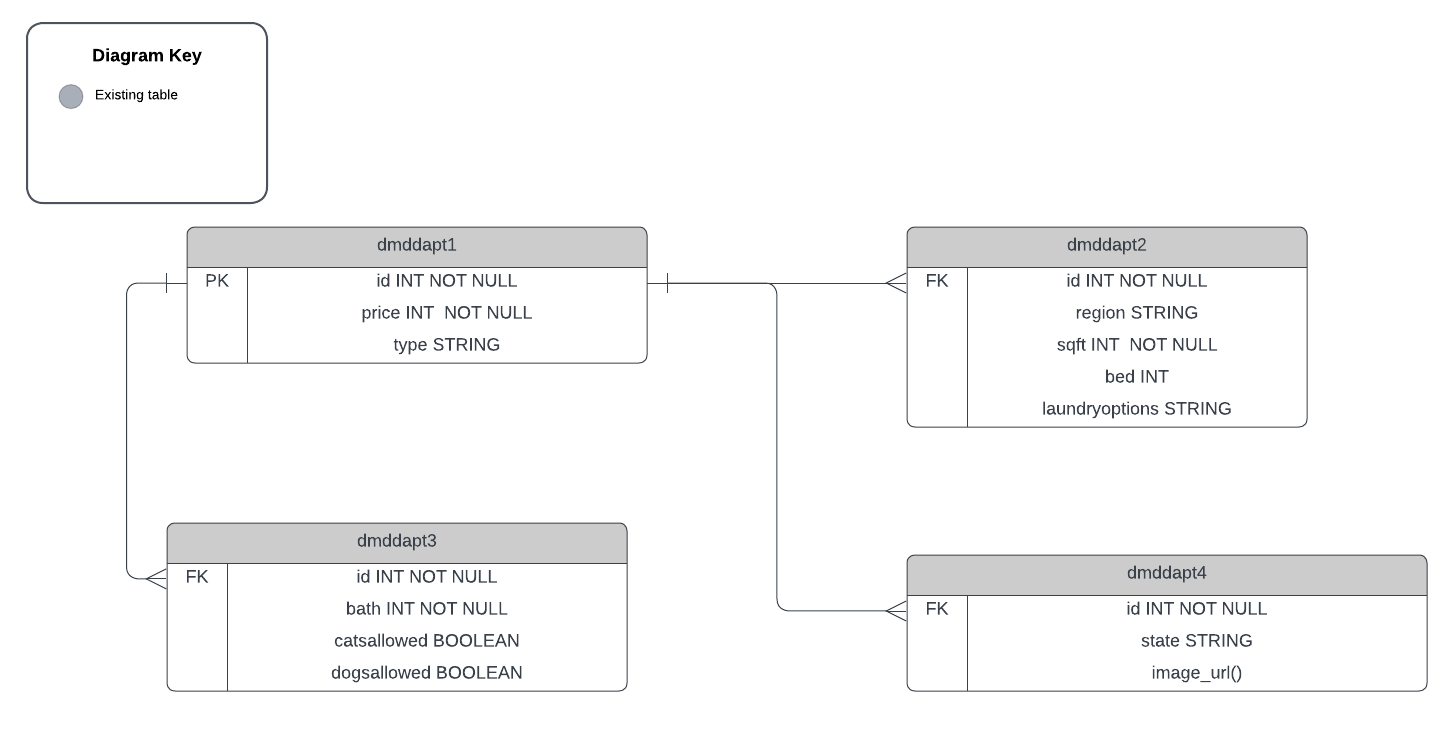 Diagram Key
Existing table
dmddapt1
PK id INT NOT NULL
price INT  NOT NULL
type STRING
dmddapt2
FK id INT NOT NULL
region STRING
sqft INT  NOT NULL
bed INT
laundryoptions STRING
dmddapt3
FK id INT NOT NULL
bath INT NOT NULL
catsallowed BOOLEAN
dogsallowed BOOLEAN
dmddapt4
FK id INT NOT NULL
state STRING
image_url()